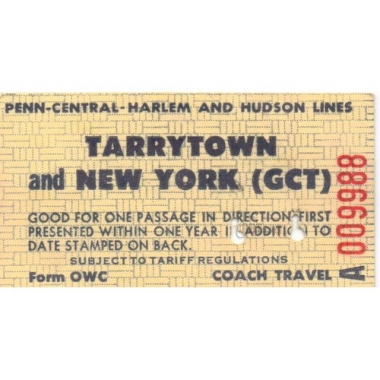 PENN-CENTRAL-HARLEM AND HUDSON LINES
TARRYTOWN
and NEW YORK (GCT)
GOOD FOR ONE PASSAGE IN DIRECTION FIRST
PRESENTED WITHIN ONE YEAR IN ADDITION TO
DATE STAMPED ON BACK.
SUBJECT TO TARIFF REGULATIONS
Form OWC COACH TRAVEL
A 009988